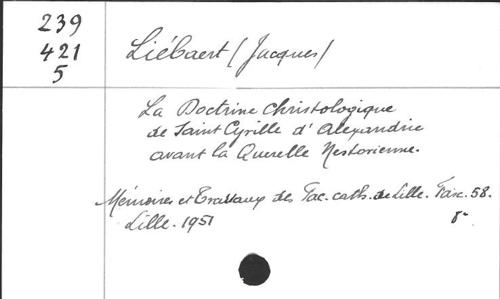 239
421
5
Liébaert (Jacques)
La Doctrine Christologique
de Saint Cyrille d'Alexandrie
avant la Querelle Nestorienne.
Mémoires et Travaux des Fac. cath. de Lille. Fasc. 58.
Lille. 1951 8°